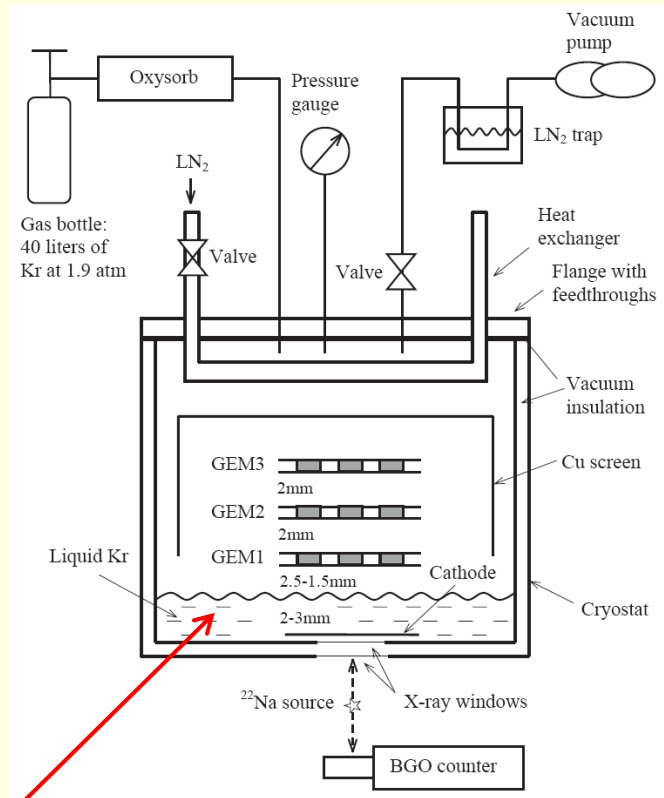 Vacuum
pump
Oxysorb
Pressure
gauge
LN2 trap
LN2
Gas bottle:
40 liters of
Kr at 1.9 atm
Valve
Valve
Heat
exchanger
Flange with
feedthroughs
Vacuum
insulation
GEM3
2mm
Cu screen
GEM2
2mm
GEM1
Liquid Kr
2.5-1.5mm
Cathode
2-3mm
Cryostat
22Na source
X-ray windows
BGO counter